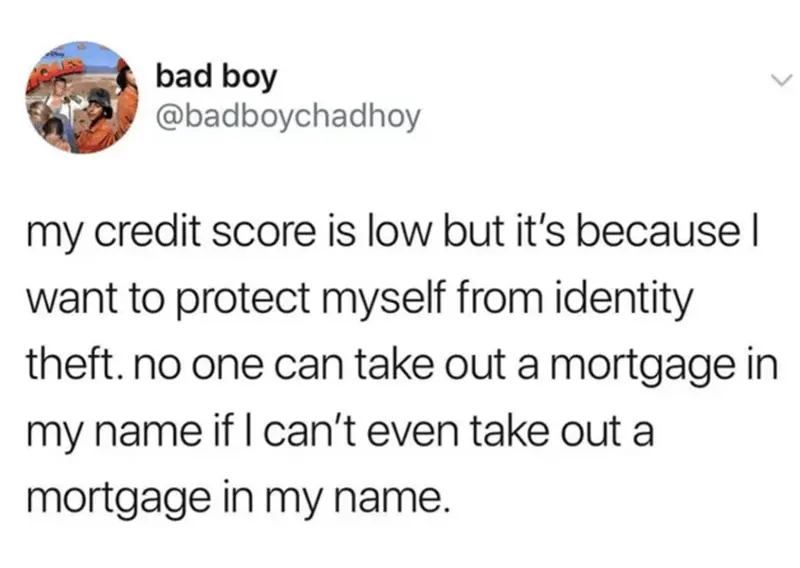 HOLES
bad boy
@badboychadhoy
my credit score is low but it's because I
want to protect myself from identity
theft. no one can take out a mortgage in
my name if I can't even take out a
mortgage in my name.